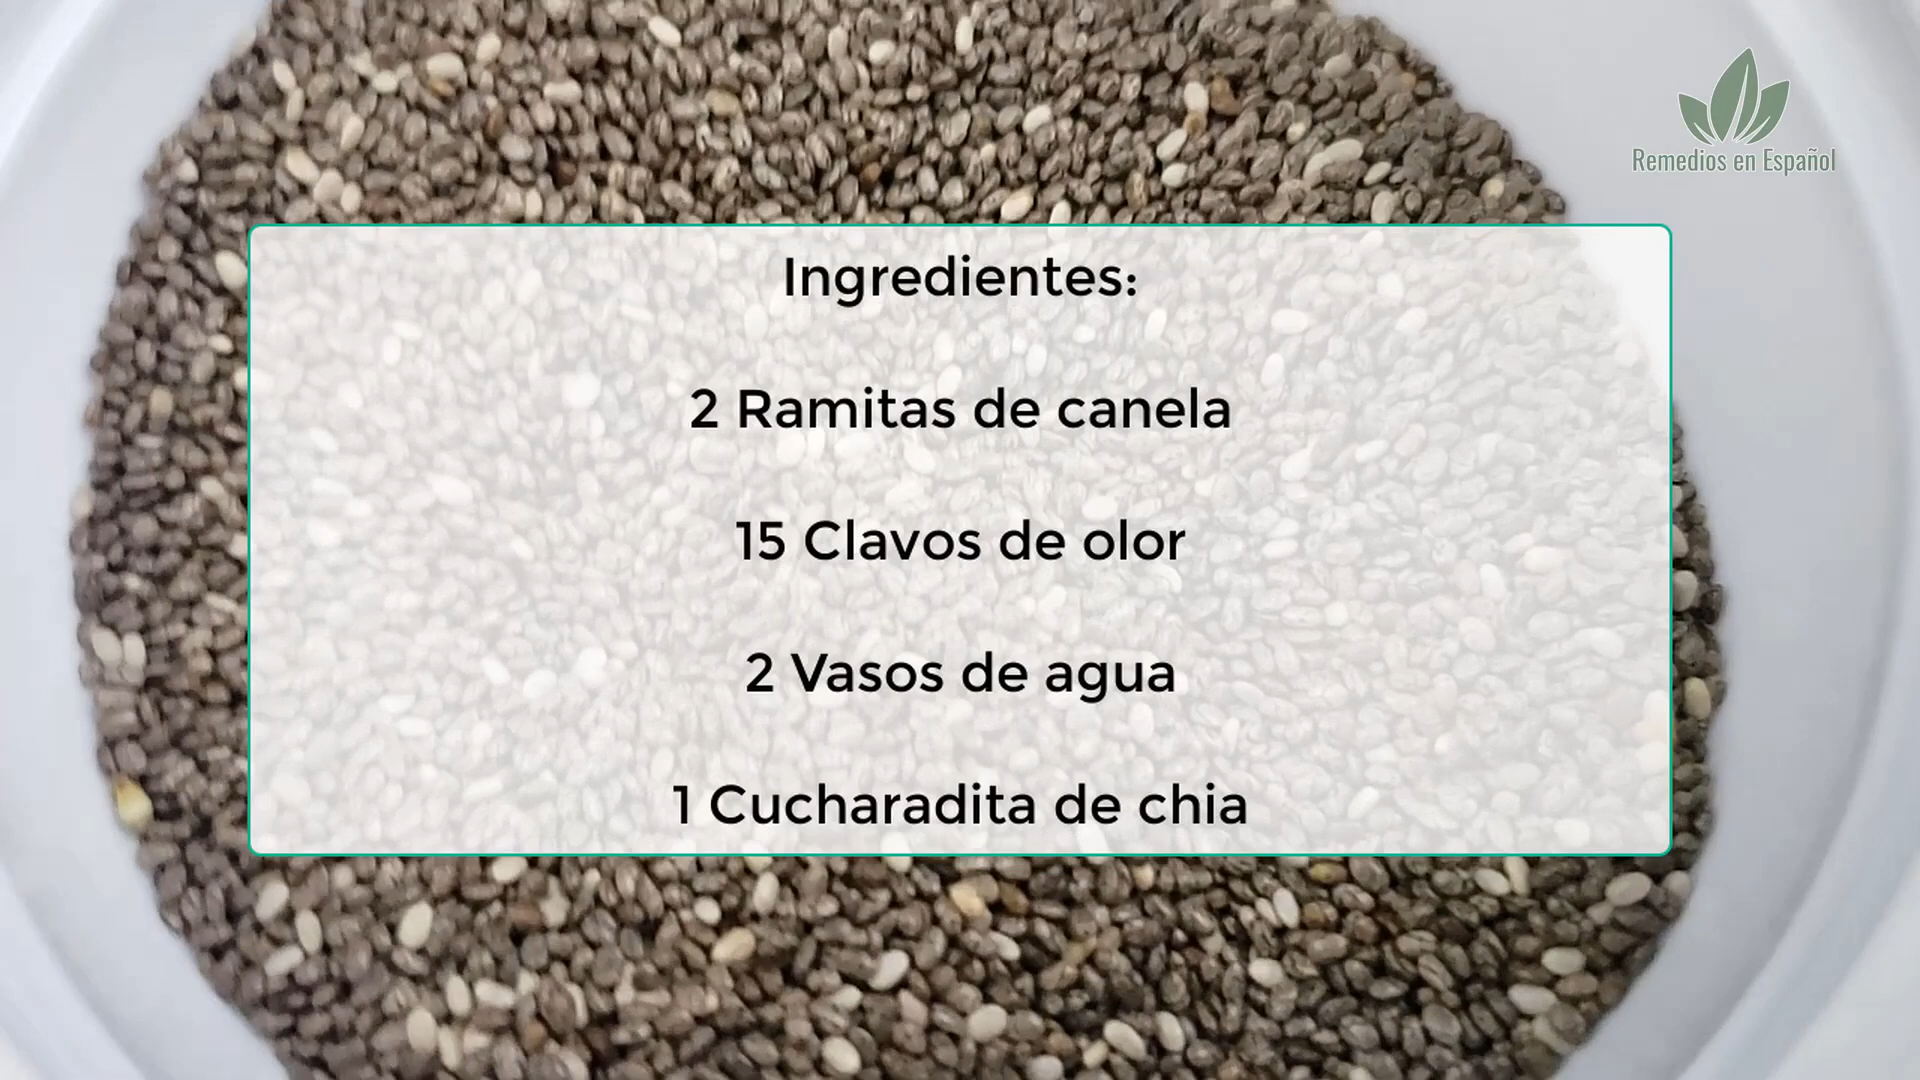 Remedios en Español
Ingredientes:
2 Ramitas de canela
15 Clavos de olor
2 Vasos de agua
1 Cucharadita de chia